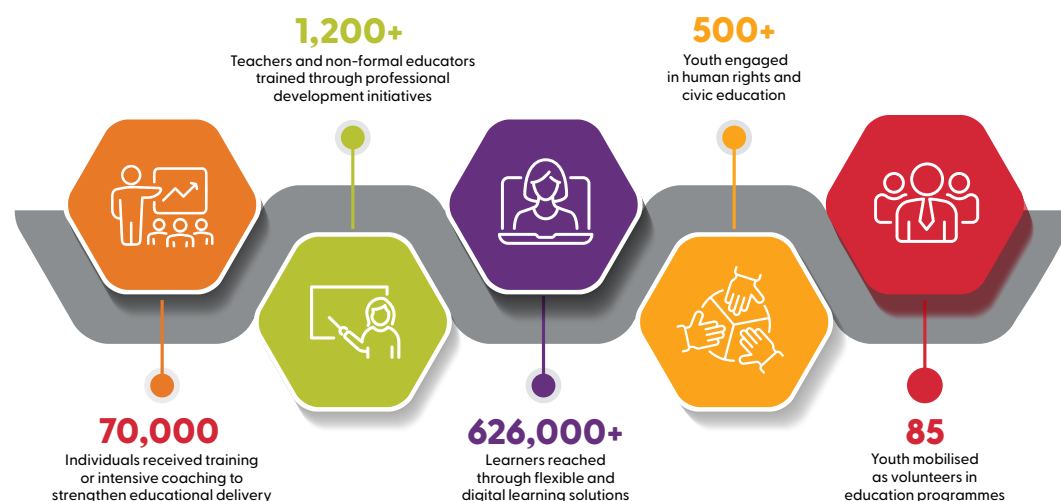 1,200+
Teachers and non-formal educators
trained through professional
development initiatives
500+
Youth engaged
in human rights and
civic education
70,000
Individuals received training
or intensive coaching to
strengthen educational delivery
626,000+
Learners reached
through flexible and
digital learning solutions
85
Youth mobilised
as volunteers in
education programmes